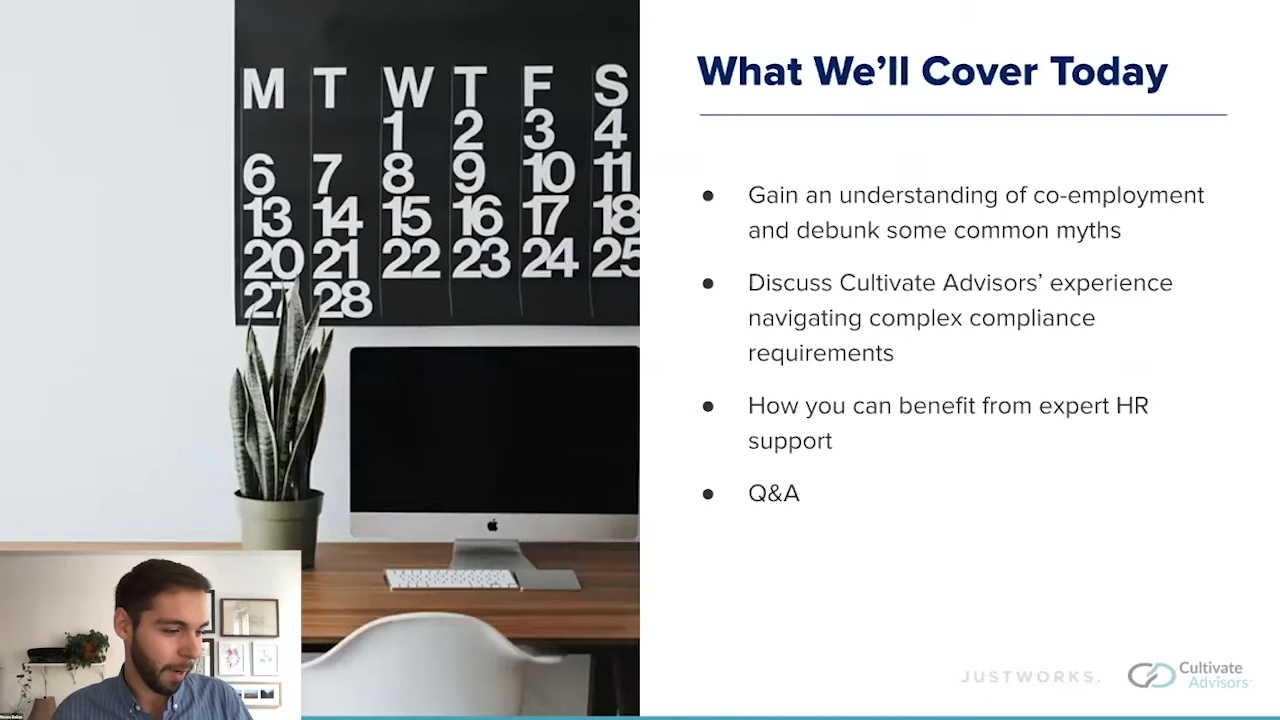 M T W T F S
1 2 3 4
6 7 8 9 10 11
13 14 15 16 17 18
20 21 22 23 24 25
27 28
What We'll Cover Today
● Gain an understanding of co-employment
and debunk some common myths
● Discuss Cultivate Advisors' experience
navigating complex compliance
requirements
● How you can benefit from expert HR
support
● Q&A
JUSTWORKS.
Cultivate
Advisors